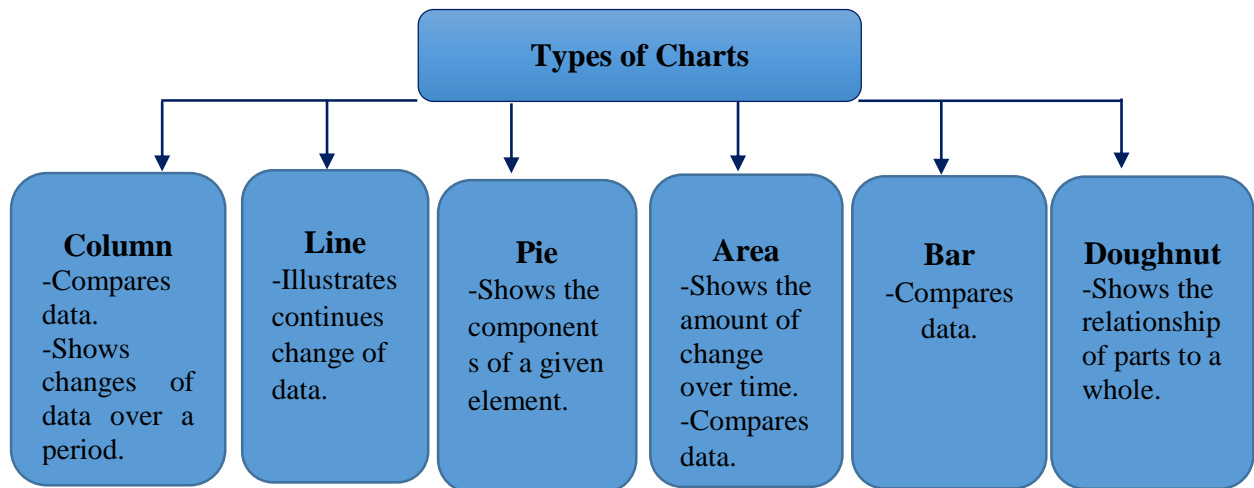 Types of Charts
Column
-Compares
data.
-Shows
changes of
data over a
period.
Line
-Illustrates
continues
change of
data.
Pie
-Shows the
component
s of a given
element.
Area
-Shows the
amount of
change
over time.
-Compares
data.
Bar
-Compares
data.
Doughnut
-Shows the
relationship
of parts to a
whole.